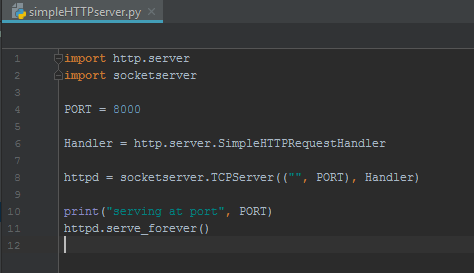 simpleHTTPserver.py
1 import http.server
2 import socketserver
3
4 PORT = 8000
5
6 Handler = http.server.SimpleHTTPRequestHandler
7
8 httpd = socketserver.TCPServer(("", PORT), Handler)
9
10 print("serving at port", PORT)
11 httpd.serve_forever()
12